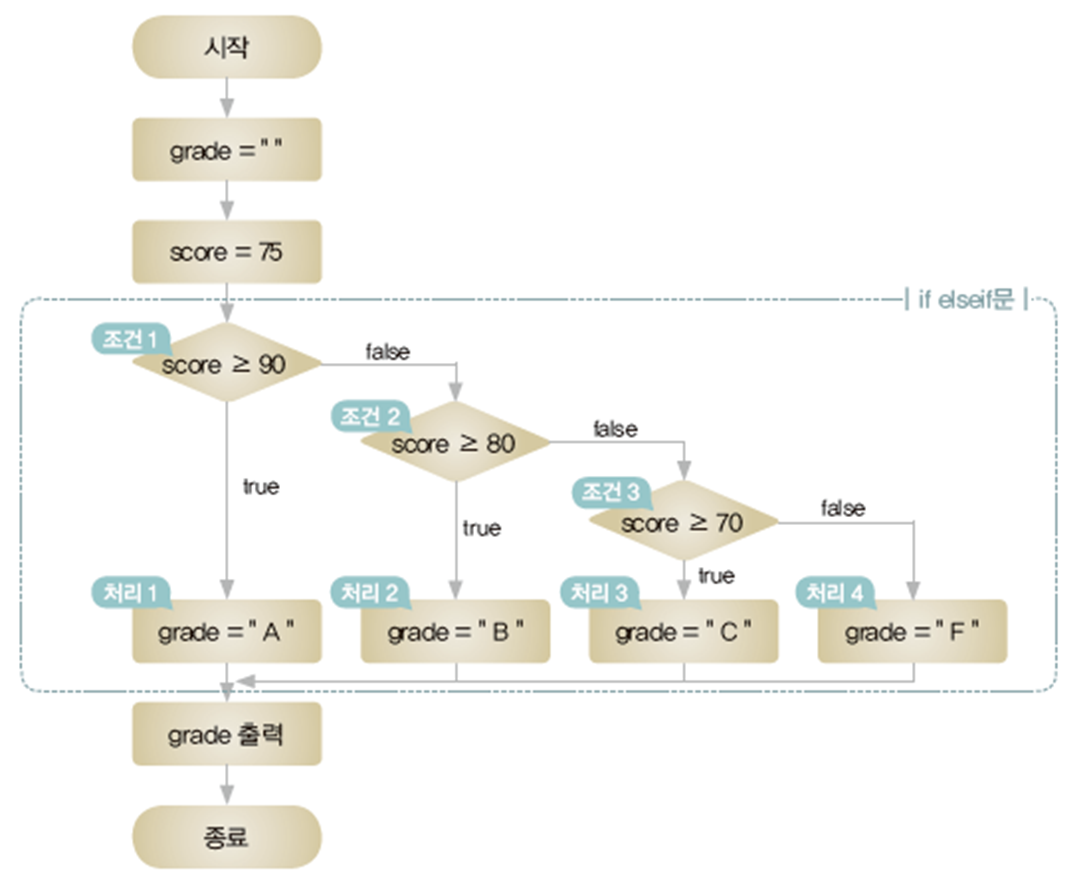 시작
grade = " "
score = 75
if elseif문
조건 1
score ≥ 90
false
조건 2
score ≥ 80
false
true
조건 3
score ≥ 70
false
true
true
처리 1
grade = " A "
처리 2
grade = " B "
처리 3
grade = " C "
처리 4
grade = " F "
grade 출력
종료